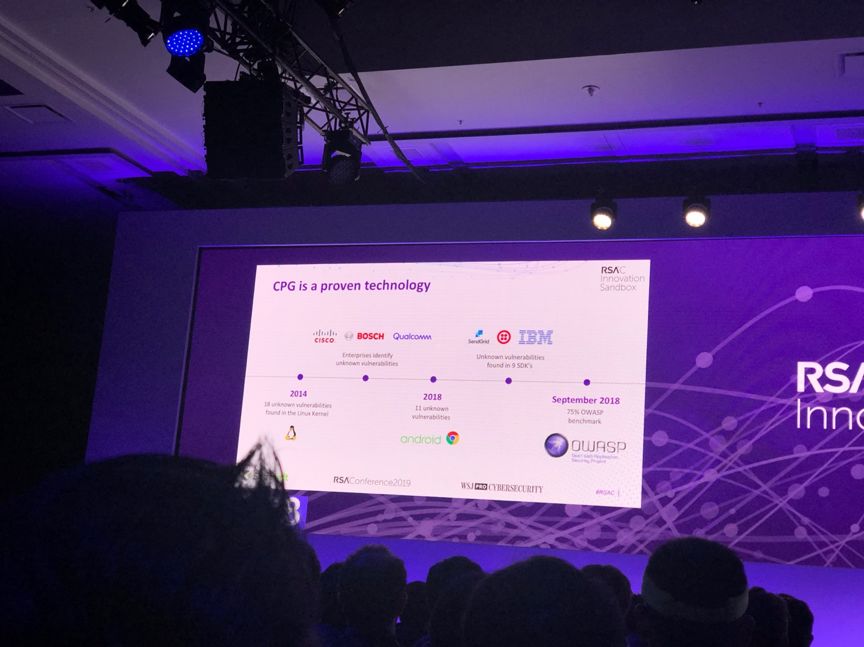 CPG is a proven technology
RSAC
Innovation
Sandbox
CISCO
BOSCH
Qualcomm
Enterprises identify
unknown vulnerabilities
SendGrid
IBM
Unknown vulnerabilities
found in 9 SDK's
2014
18 unknown vulnerabilities
found in the Linux Kernel
2018
11 unknown
vulnerabilities
android
September 2018
75% OWASP
benchmark
OWASP
Open Web Application
Security Project
RSAConference2019
WSJ PRO CYBERSECURITY
#RSAC
RSA
Inno